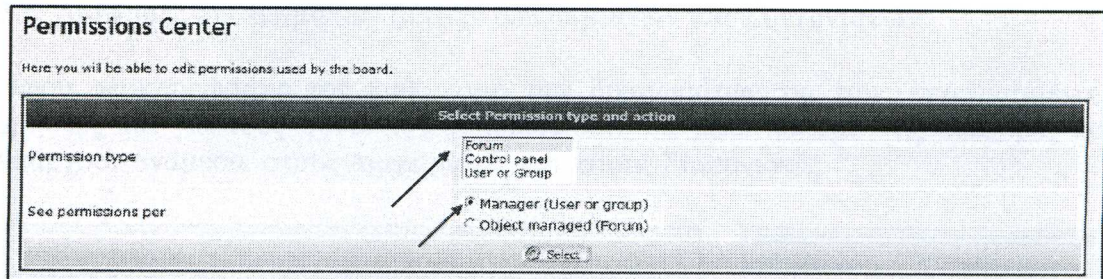 Permissions Center
Here you will be able to edit permissions used by the board.
Select Permission type and action
Permission type
Forum
Control panel
User or Group
See permissions per
Manager (User or group)
Object managed (Forum)
Select